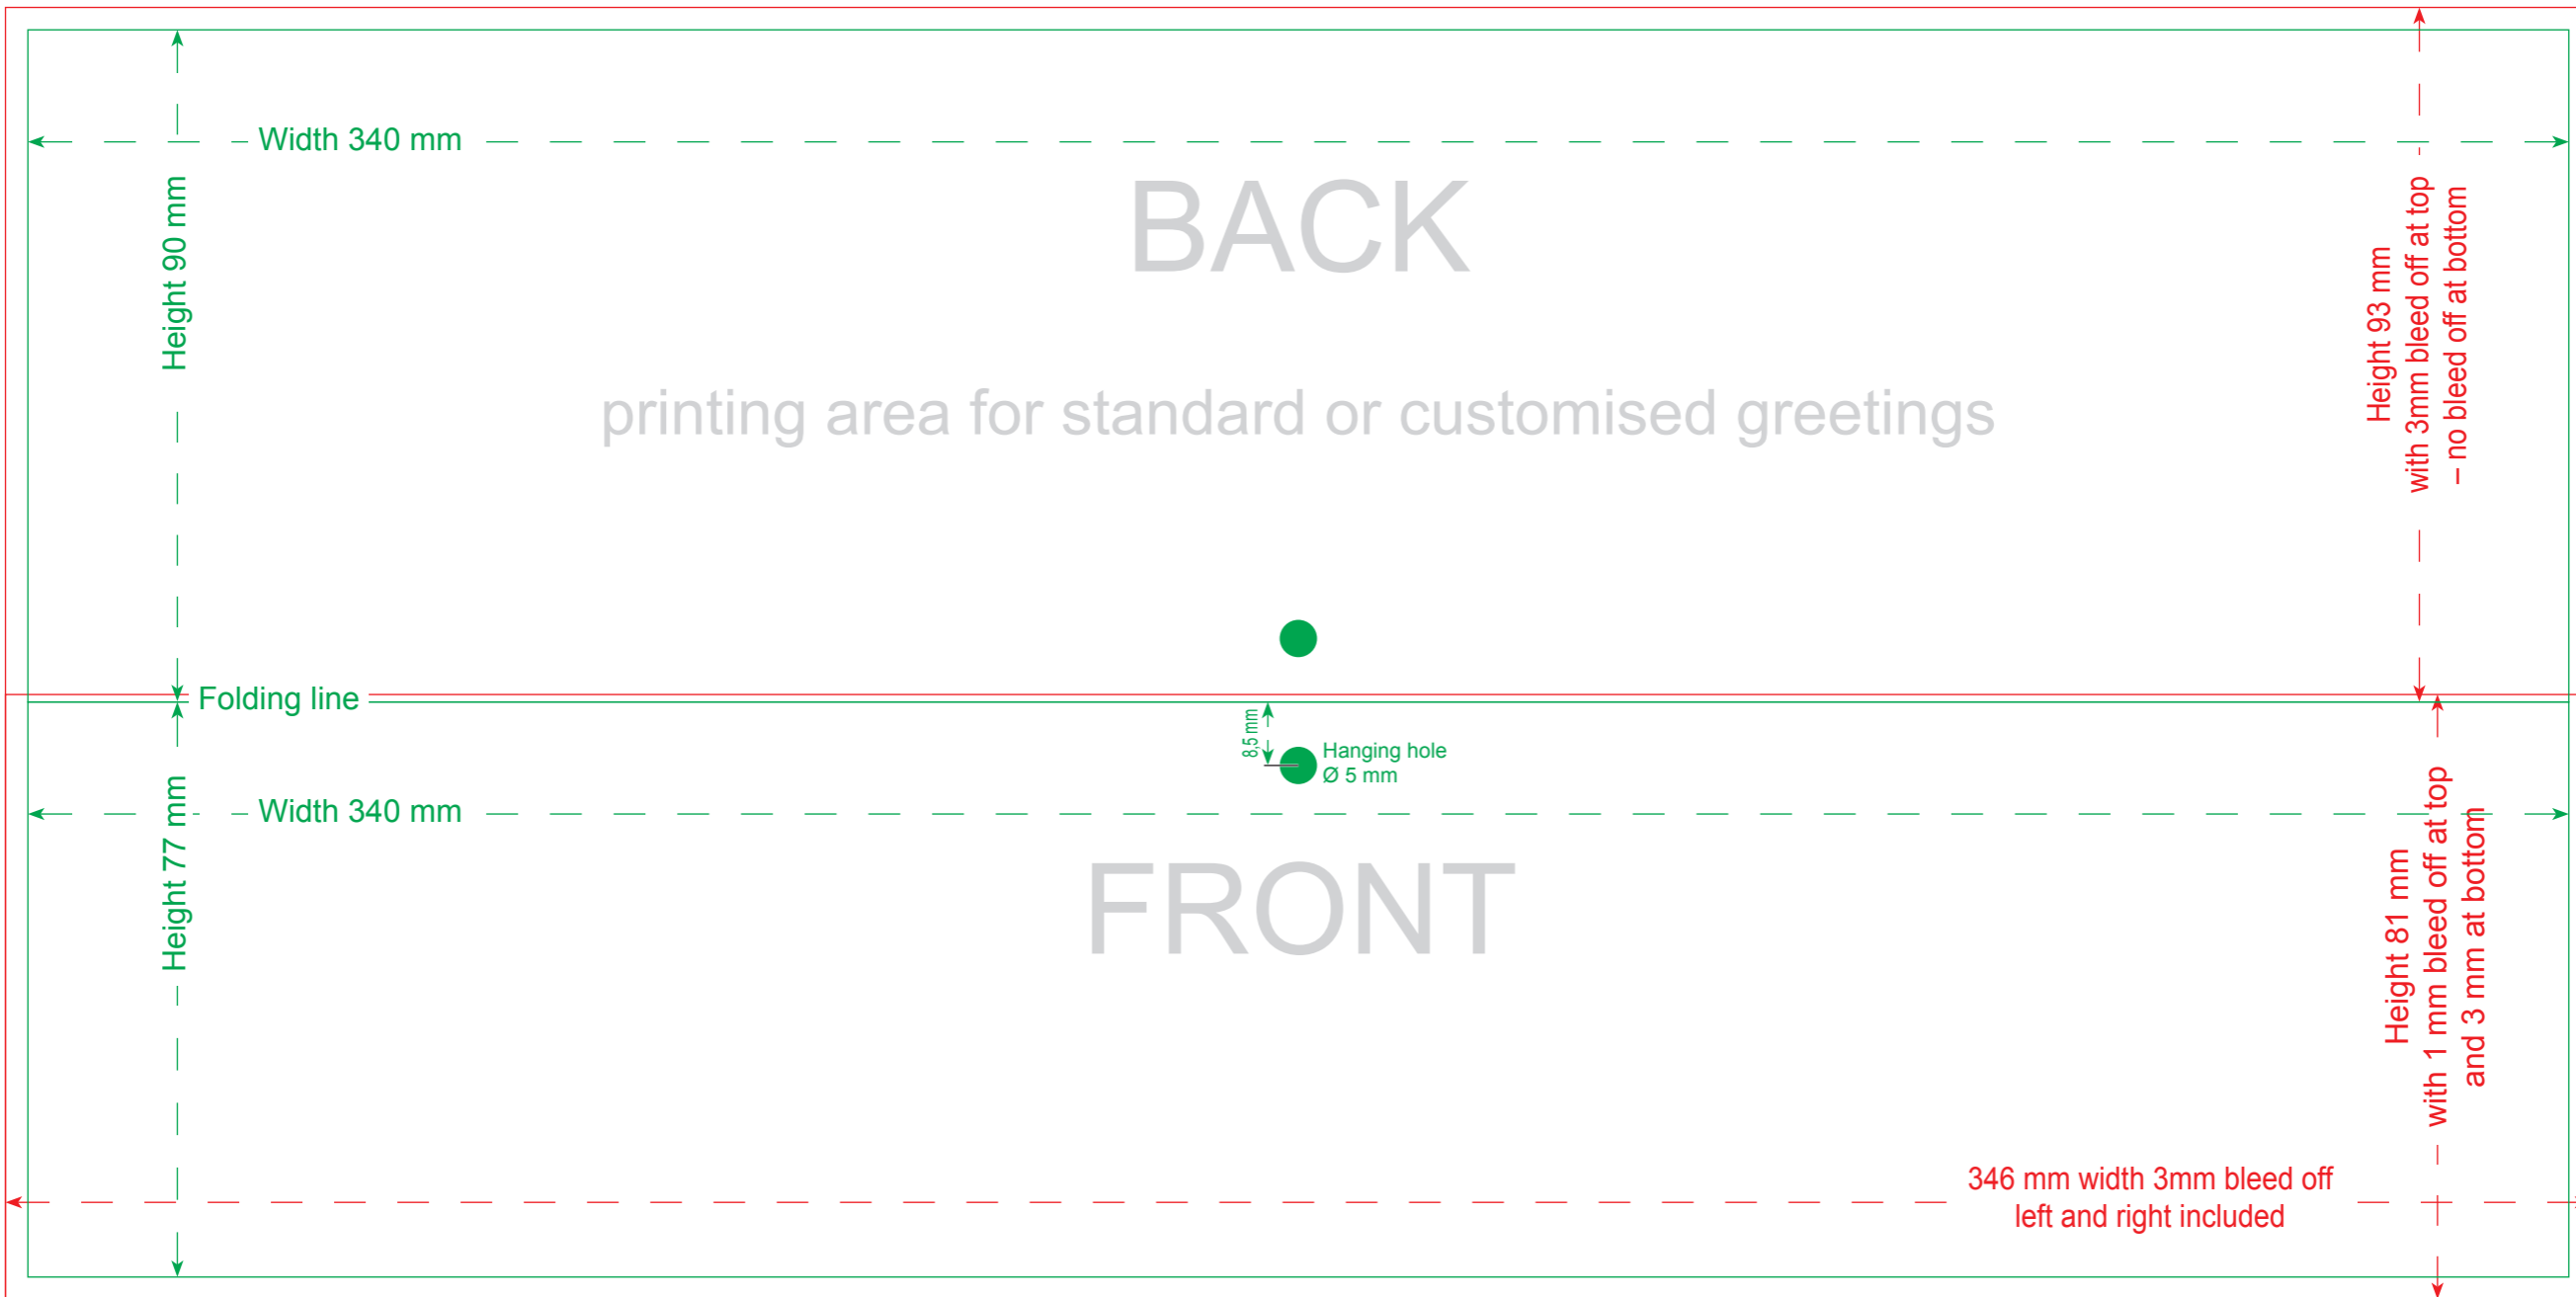 Width 340 mm
Height 90 mm
BACK
printing area for standard or customised greetings
Height 93 mm
with 3mm bleed off at top
– no bleed off at bottom
Folding line
8,5 mm
Hanging hole
Ø 5 mm
Width 340 mm
Height 77 mm
FRONT
Height 81 mm
with 1 mm bleed off at top
and 3 mm at bottom
346 mm width 3mm bleed off
left and right included